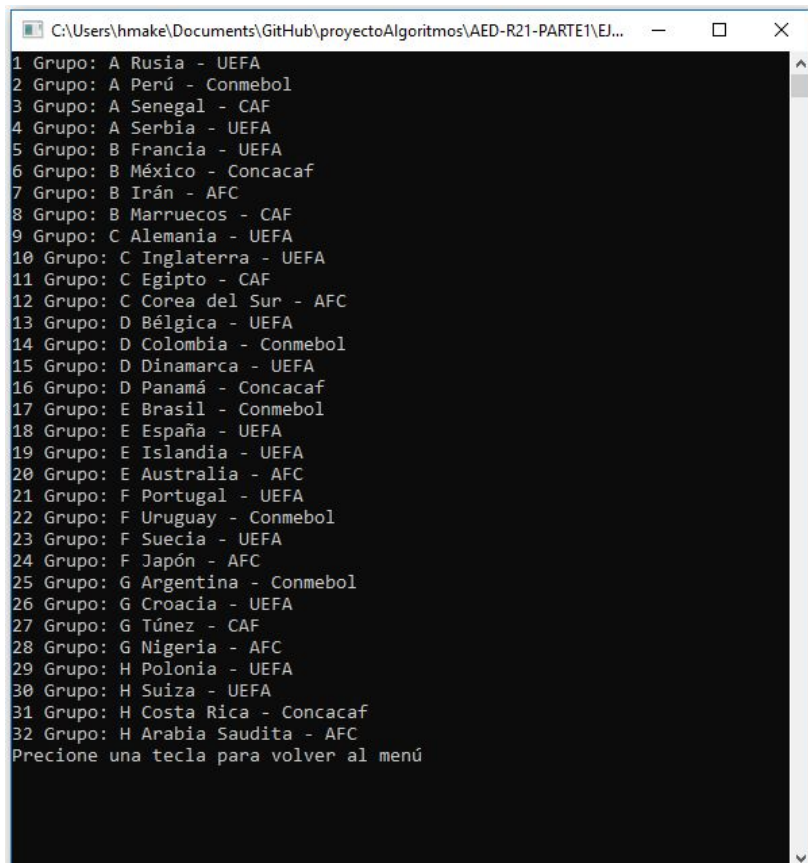 C:\Users\hmake\Documents\GitHub\proyectoAlgoritmos\AED-R21-PARTE1\EJ...
1 Grupo: A Rusia - UEFA
2 Grupo: A Perú - Conmebol
3 Grupo: A Senegal - CAF
4 Grupo: A Serbia - UEFA
5 Grupo: B Francia - UEFA
6 Grupo: B México - Concacaf
7 Grupo: B Irán - AFC
8 Grupo: B Marruecos - CAF
9 Grupo: C Alemania - UEFA
10 Grupo: C Inglaterra - UEFA
11 Grupo: C Egipto - CAF
12 Grupo: C Corea del Sur - AFC
13 Grupo: D Bélgica - UEFA
14 Grupo: D Colombia - Conmebol
15 Grupo: D Dinamarca - UEFA
16 Grupo: D Panamá - Concacaf
17 Grupo: E Brasil - Conmebol
18 Grupo: E España - UEFA
19 Grupo: E Islandia - UEFA
20 Grupo: E Australia - AFC
21 Grupo: F Portugal - UEFA
22 Grupo: F Uruguay - Conmebol
23 Grupo: F Suecia - UEFA
24 Grupo: F Japón - AFC
25 Grupo: G Argentina - Conmebol
26 Grupo: G Croacia - UEFA
27 Grupo: G Túnez - CAF
28 Grupo: G Nigeria - AFC
29 Grupo: H Polonia - UEFA
30 Grupo: H Suiza - UEFA
31 Grupo: H Costa Rica - Concacaf
32 Grupo: H Arabia Saudita - AFC
Precione una tecla para volver al menú